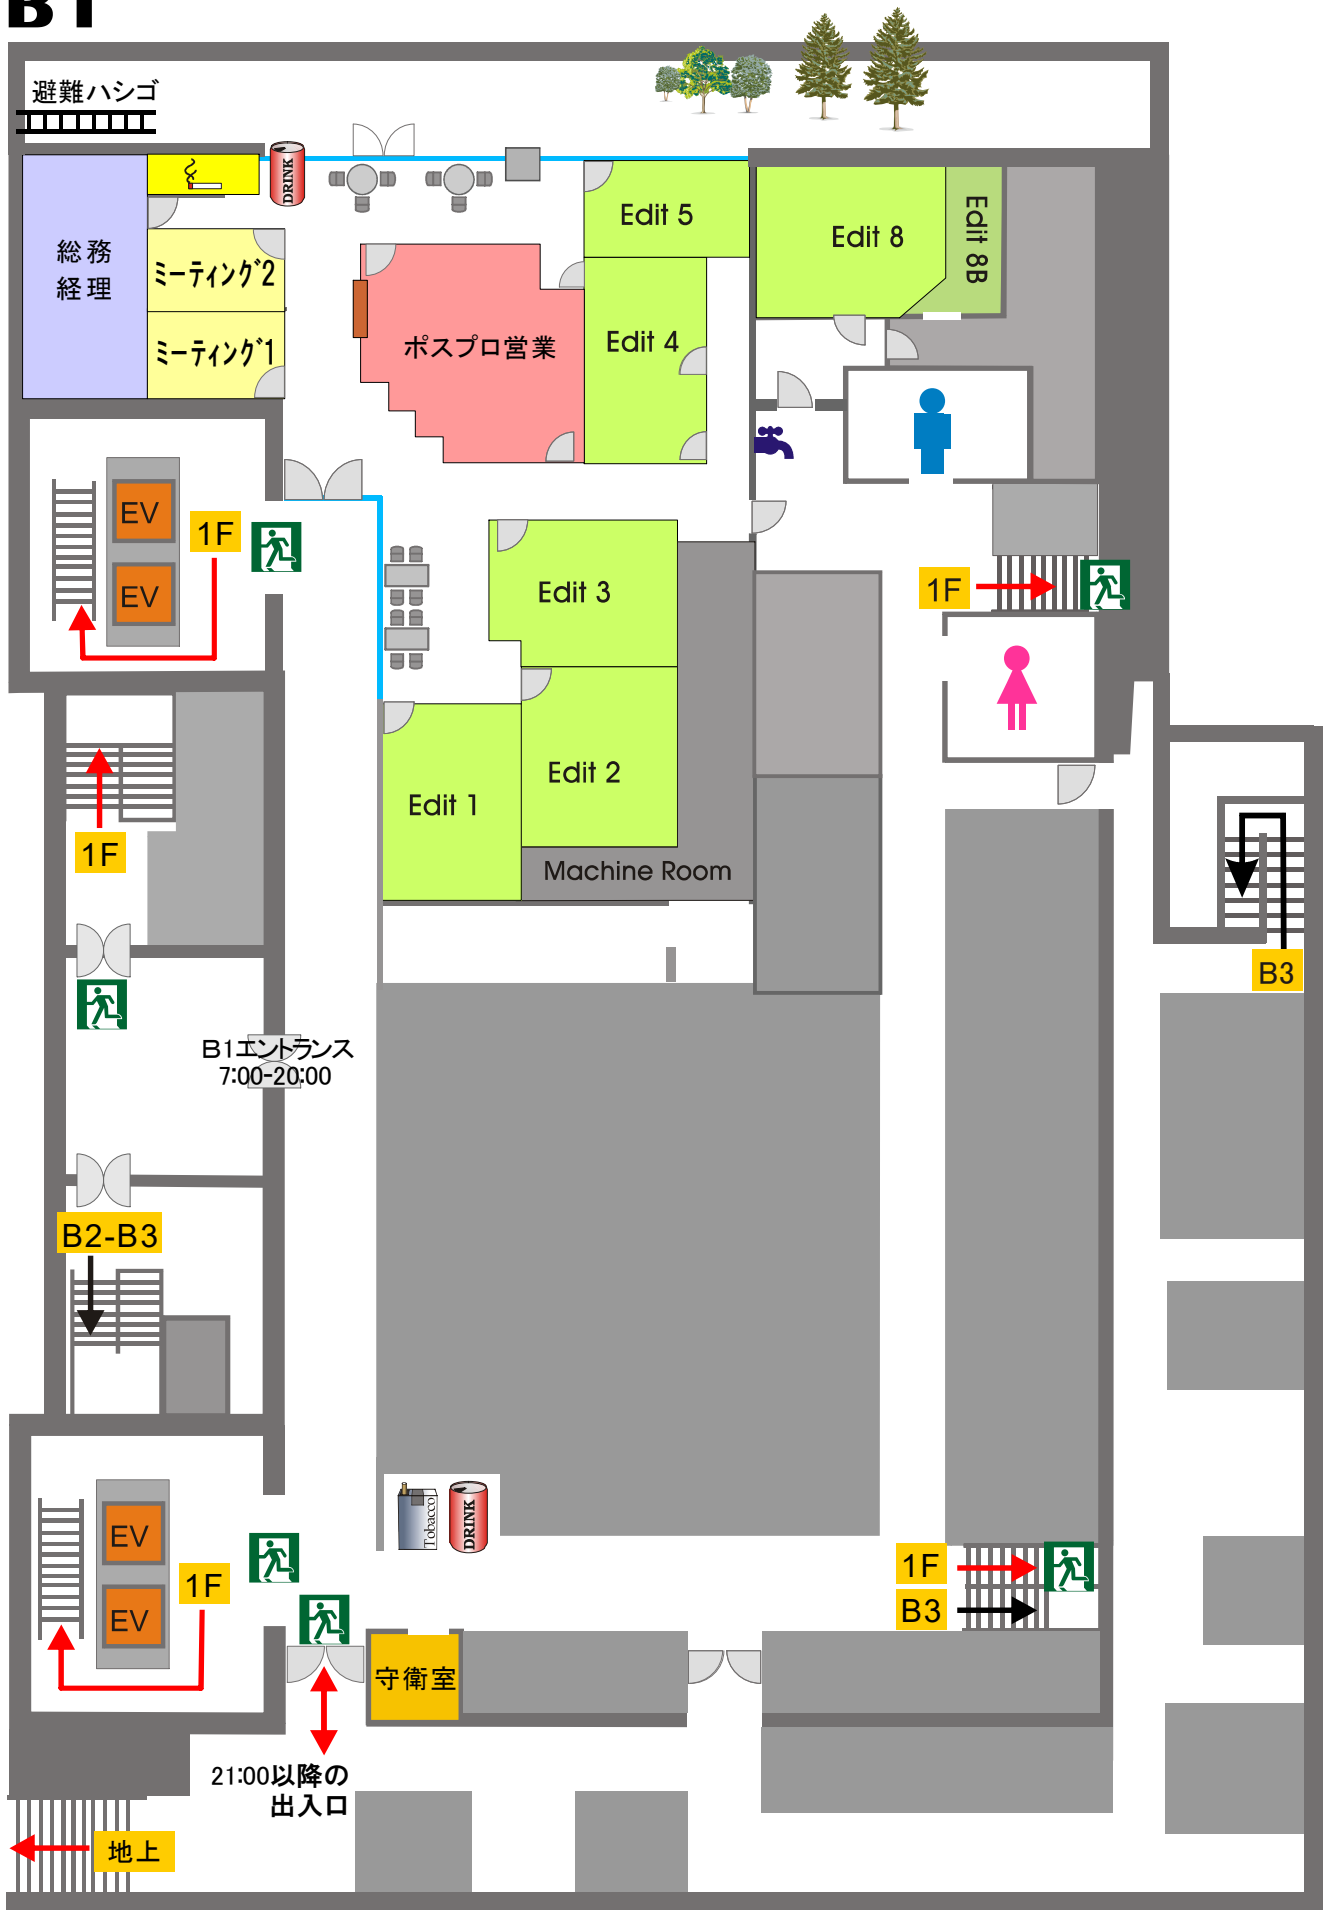 B1
避難ハシゴ
DRINK
総務
経理
ミーティング2
ミーティング1
ポスプロ営業
Edit 5
Edit 4
Edit 8
Edit 8B
EV
EV
1F
Edit 3
1F
Edit 2
Edit 1
Machine Room
1F
B3
B1エントランス
7:00-20:00
B2-B3
Tobacco
DRINK
EV
EV
1F
1F
B3
守衛室
21:00以降の
出入口
地上